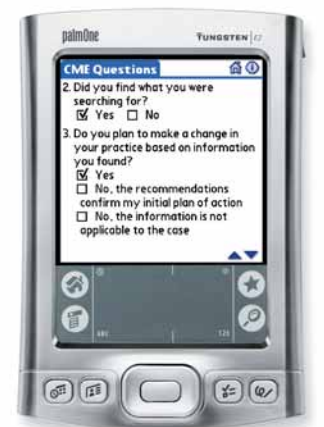 palmOne
TUNGSTEN E2
CME Questions
2. Did you find what you were
searching for?
Yes No
3. Do you plan to make a change in
your practice based on information
you found?
Yes
No, the recommendations
confirm my initial plan of action
No, the information is not
applicable to the case
ABC 123